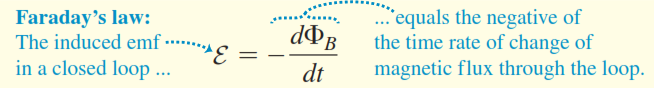 Faraday's law:
The induced emf
in a closed loop ...
ℰ = − dΦ_B / dt
... equals the negative of
the time rate of change of
magnetic flux through the loop.